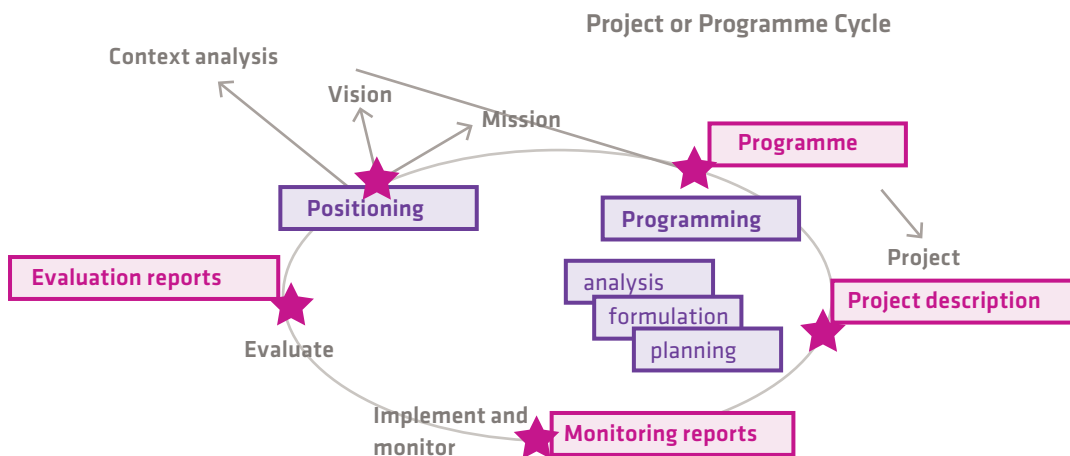 Project or Programme Cycle
Context analysis
Vision
Mission
Programme
Positioning
Programming
Project
Evaluation reports
analysis
Project description
formulation
planning
Evaluate
Implement and
monitor
Monitoring reports